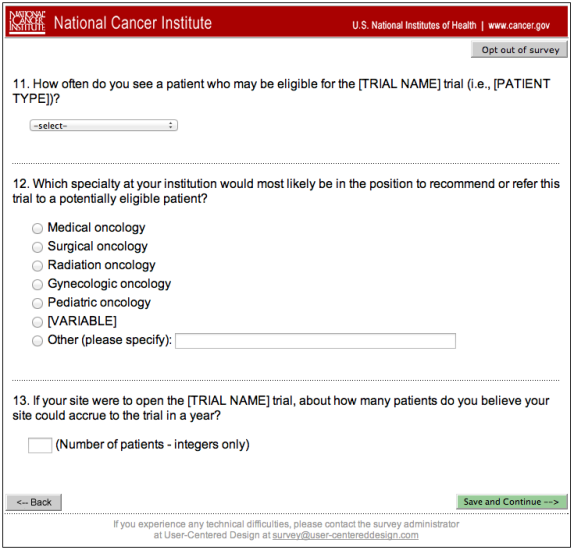 NATIONAL
CANCER
INSTITUTE
National Cancer Institute
U.S. National Institutes of Health | www.cancer.gov
Opt out of survey
11. How often do you see a patient who may be eligible for the [TRIAL NAME] trial (i.e., [PATIENT
TYPE])?
-select-
12. Which specialty at your institution would most likely be in the position to recommend or refer this
trial to a potentially eligible patient?
Medical oncology
Surgical oncology
Radiation oncology
Gynecologic oncology
Pediatric oncology
[VARIABLE]
Other (please specify):
13. If your site were to open the [TRIAL NAME] trial, about how many patients do you believe your
site could accrue to the trial in a year?
(Number of patients - integers only)
<-- Back
Save and Continue -->
If you experience any technical difficulties, please contact the survey administrator
at User-Centered Design at survey@user-centereddesign.com